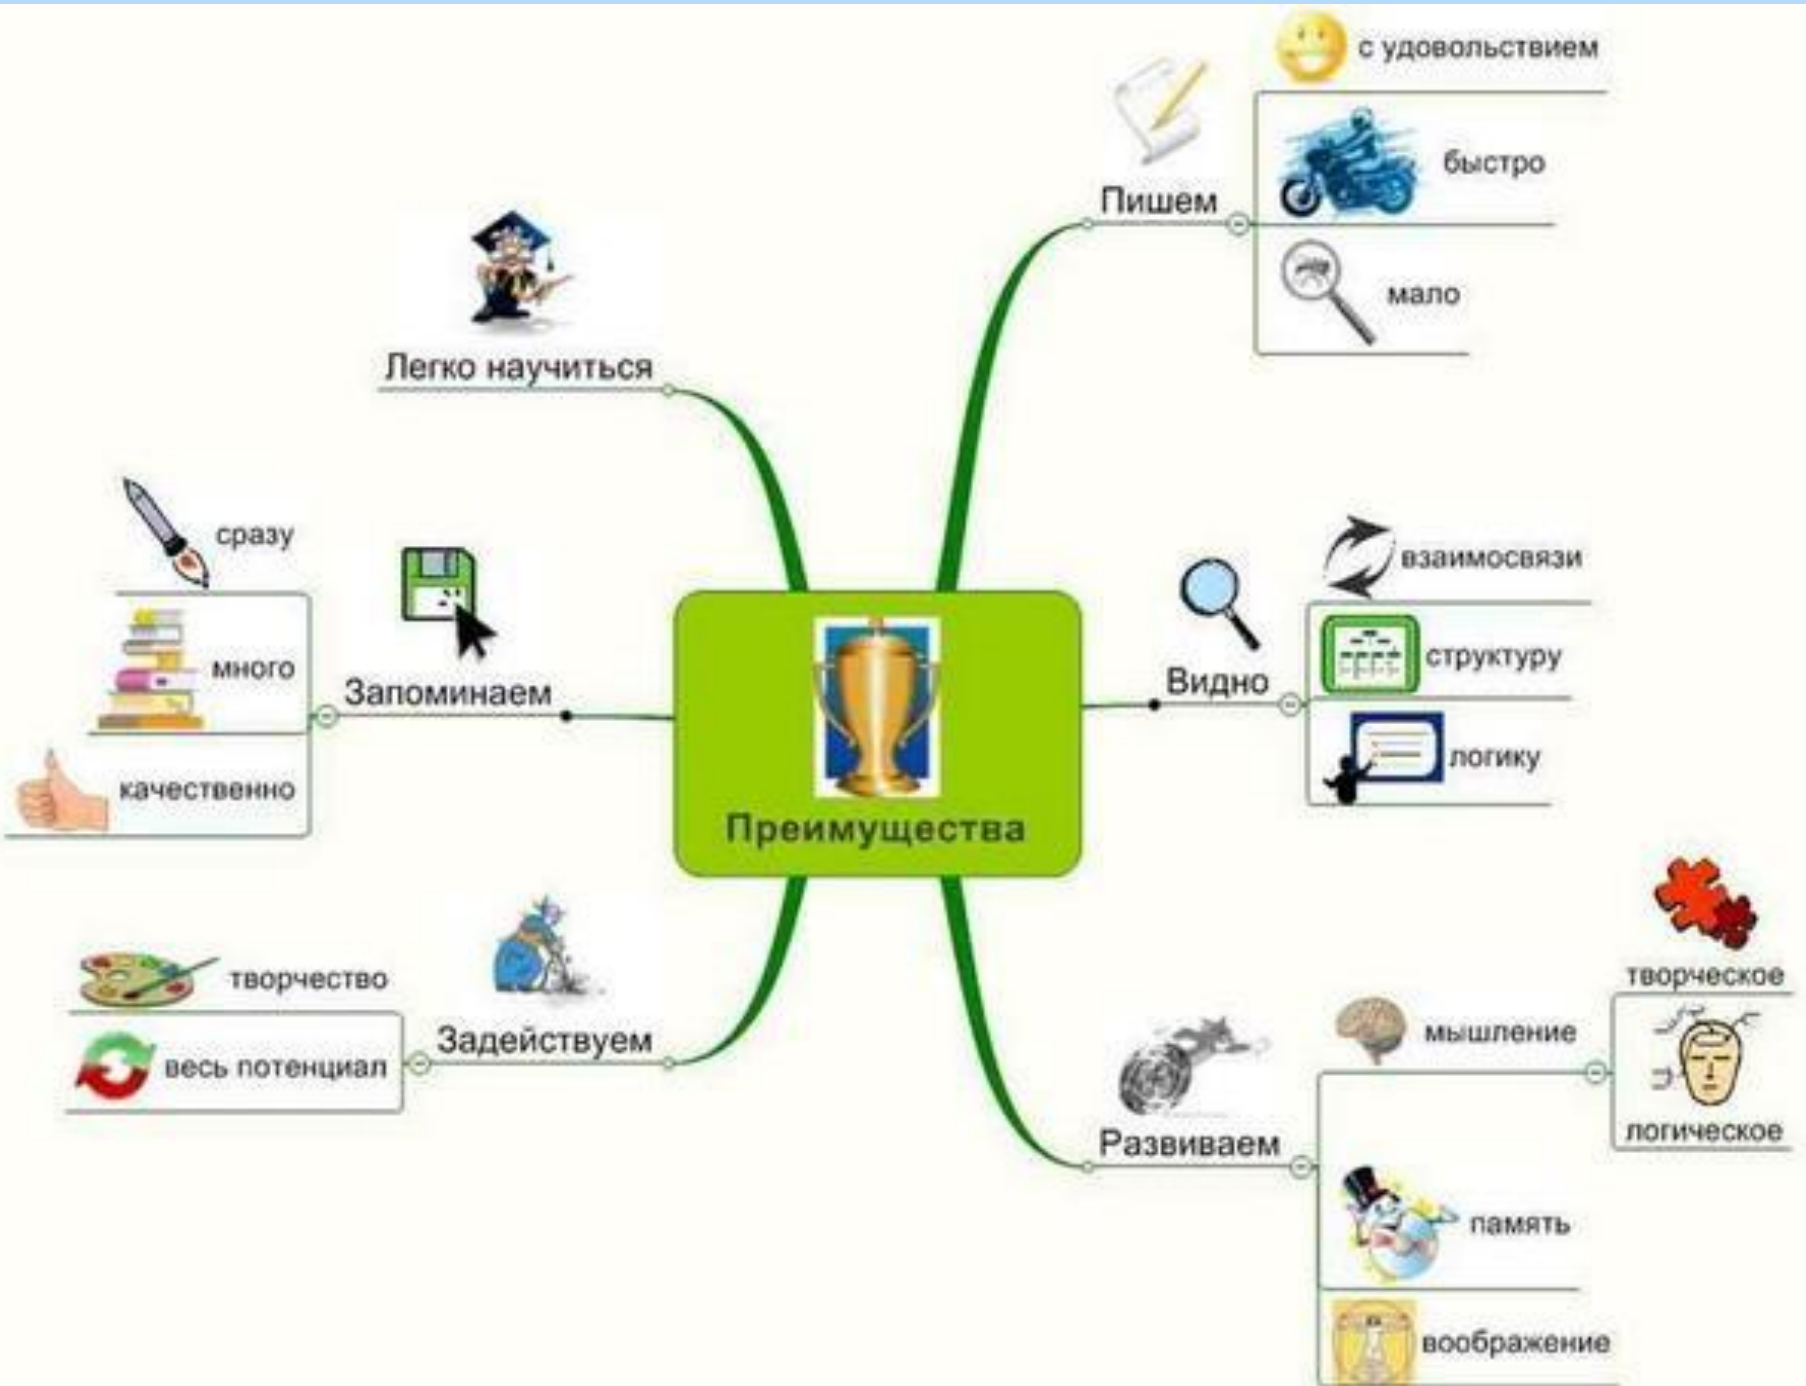 с удовольствием
быстро
Пишем
мало
Легко научиться
сразу
много
Запоминаем
качественно
взаимосвязи
структуру
Видно
логику
Преимущества
творчество
Задействуем
весь потенциал
творческое
мышление
логическое
Развиваем
память
воображение